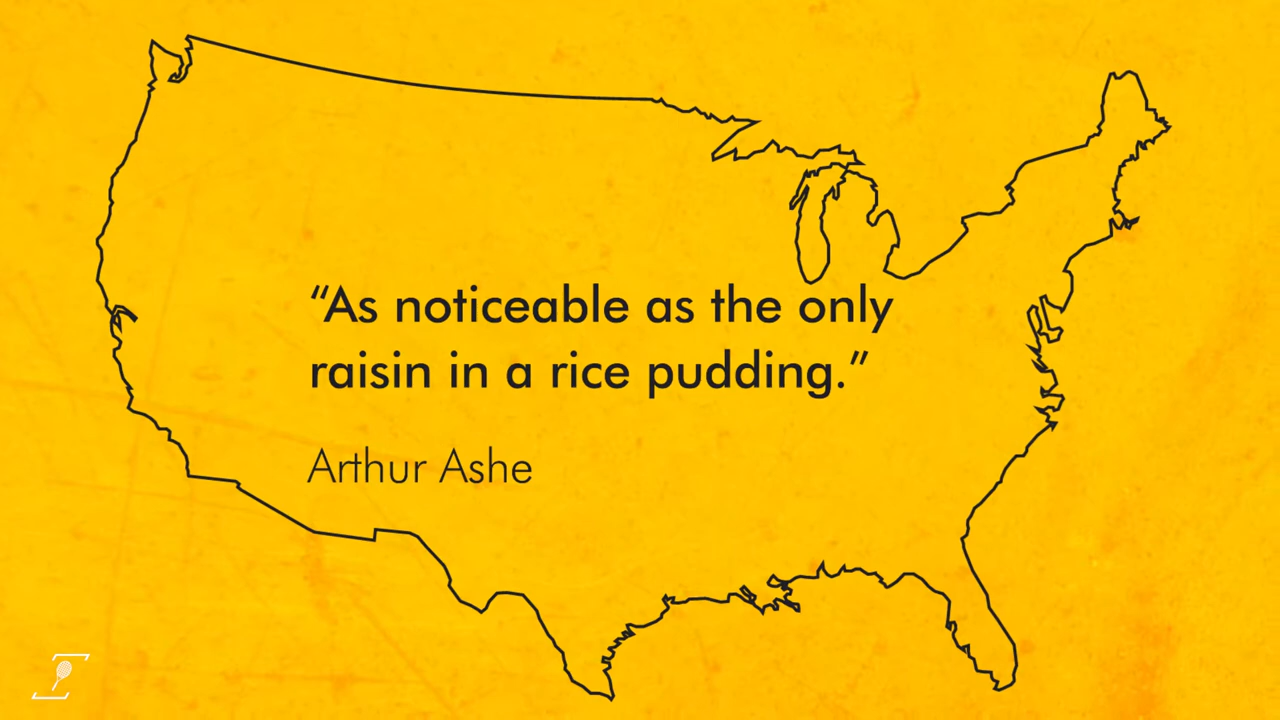 “As noticeable as the only
raisin in a rice pudding.”
Arthur Ashe